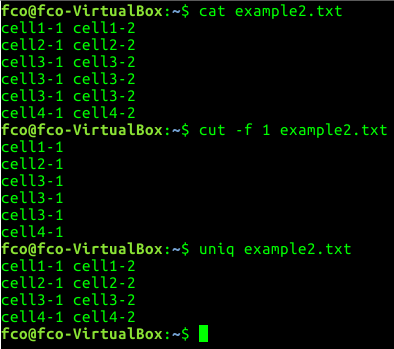 fco@fco-VirtualBox:~$ cat example2.txt
cell1-1 cell1-2
cell2-1 cell2-2
cell3-1 cell3-2
cell3-1 cell3-2
cell3-1 cell3-2
cell4-1 cell4-2
fco@fco-VirtualBox:~$ cut -f 1 example2.txt
cell1-1
cell2-1
cell3-1
cell3-1
cell3-1
cell4-1
fco@fco-VirtualBox:~$ uniq example2.txt
cell1-1 cell1-2
cell2-1 cell2-2
cell3-1 cell3-2
cell4-1 cell4-2
fco@fco-VirtualBox:~$